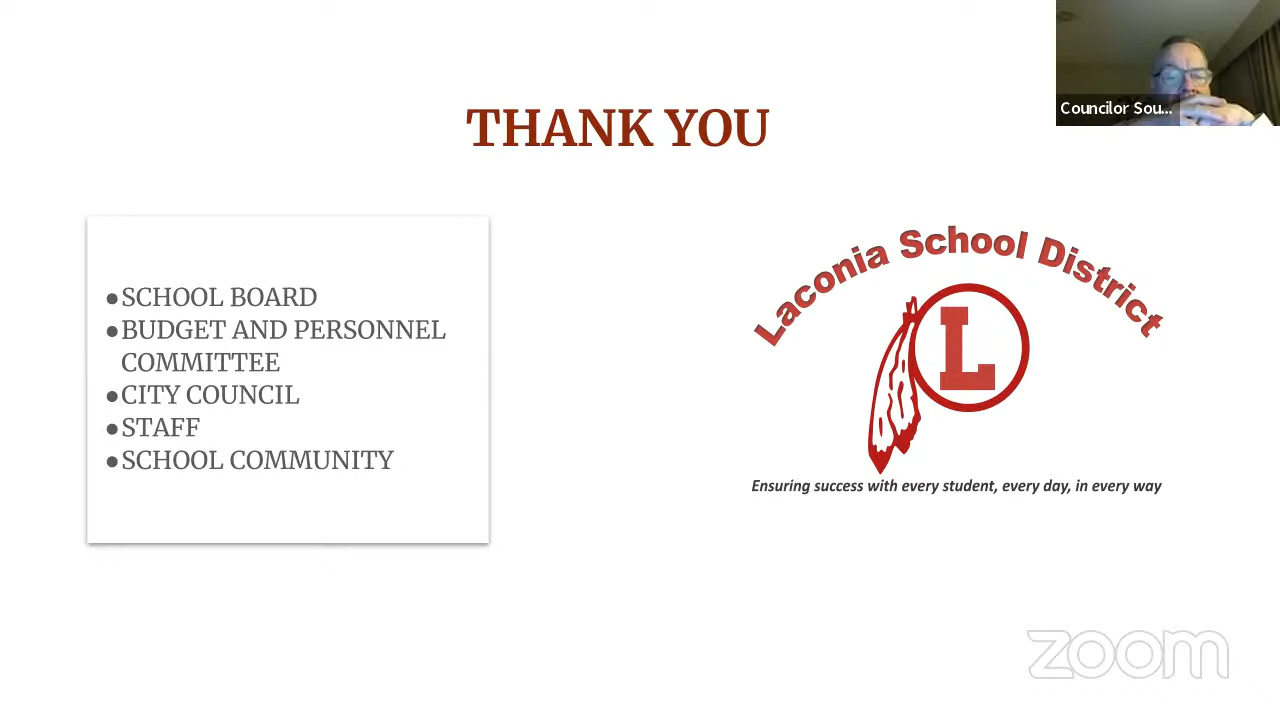 Councilor Sou...
THANK YOU
●SCHOOL BOARD
●BUDGET AND PERSONNEL
COMMITTEE
●CITY COUNCIL
●STAFF
●SCHOOL COMMUNITY
Laconia School District
L
Ensuring success with every student, every day, in every way
zoom